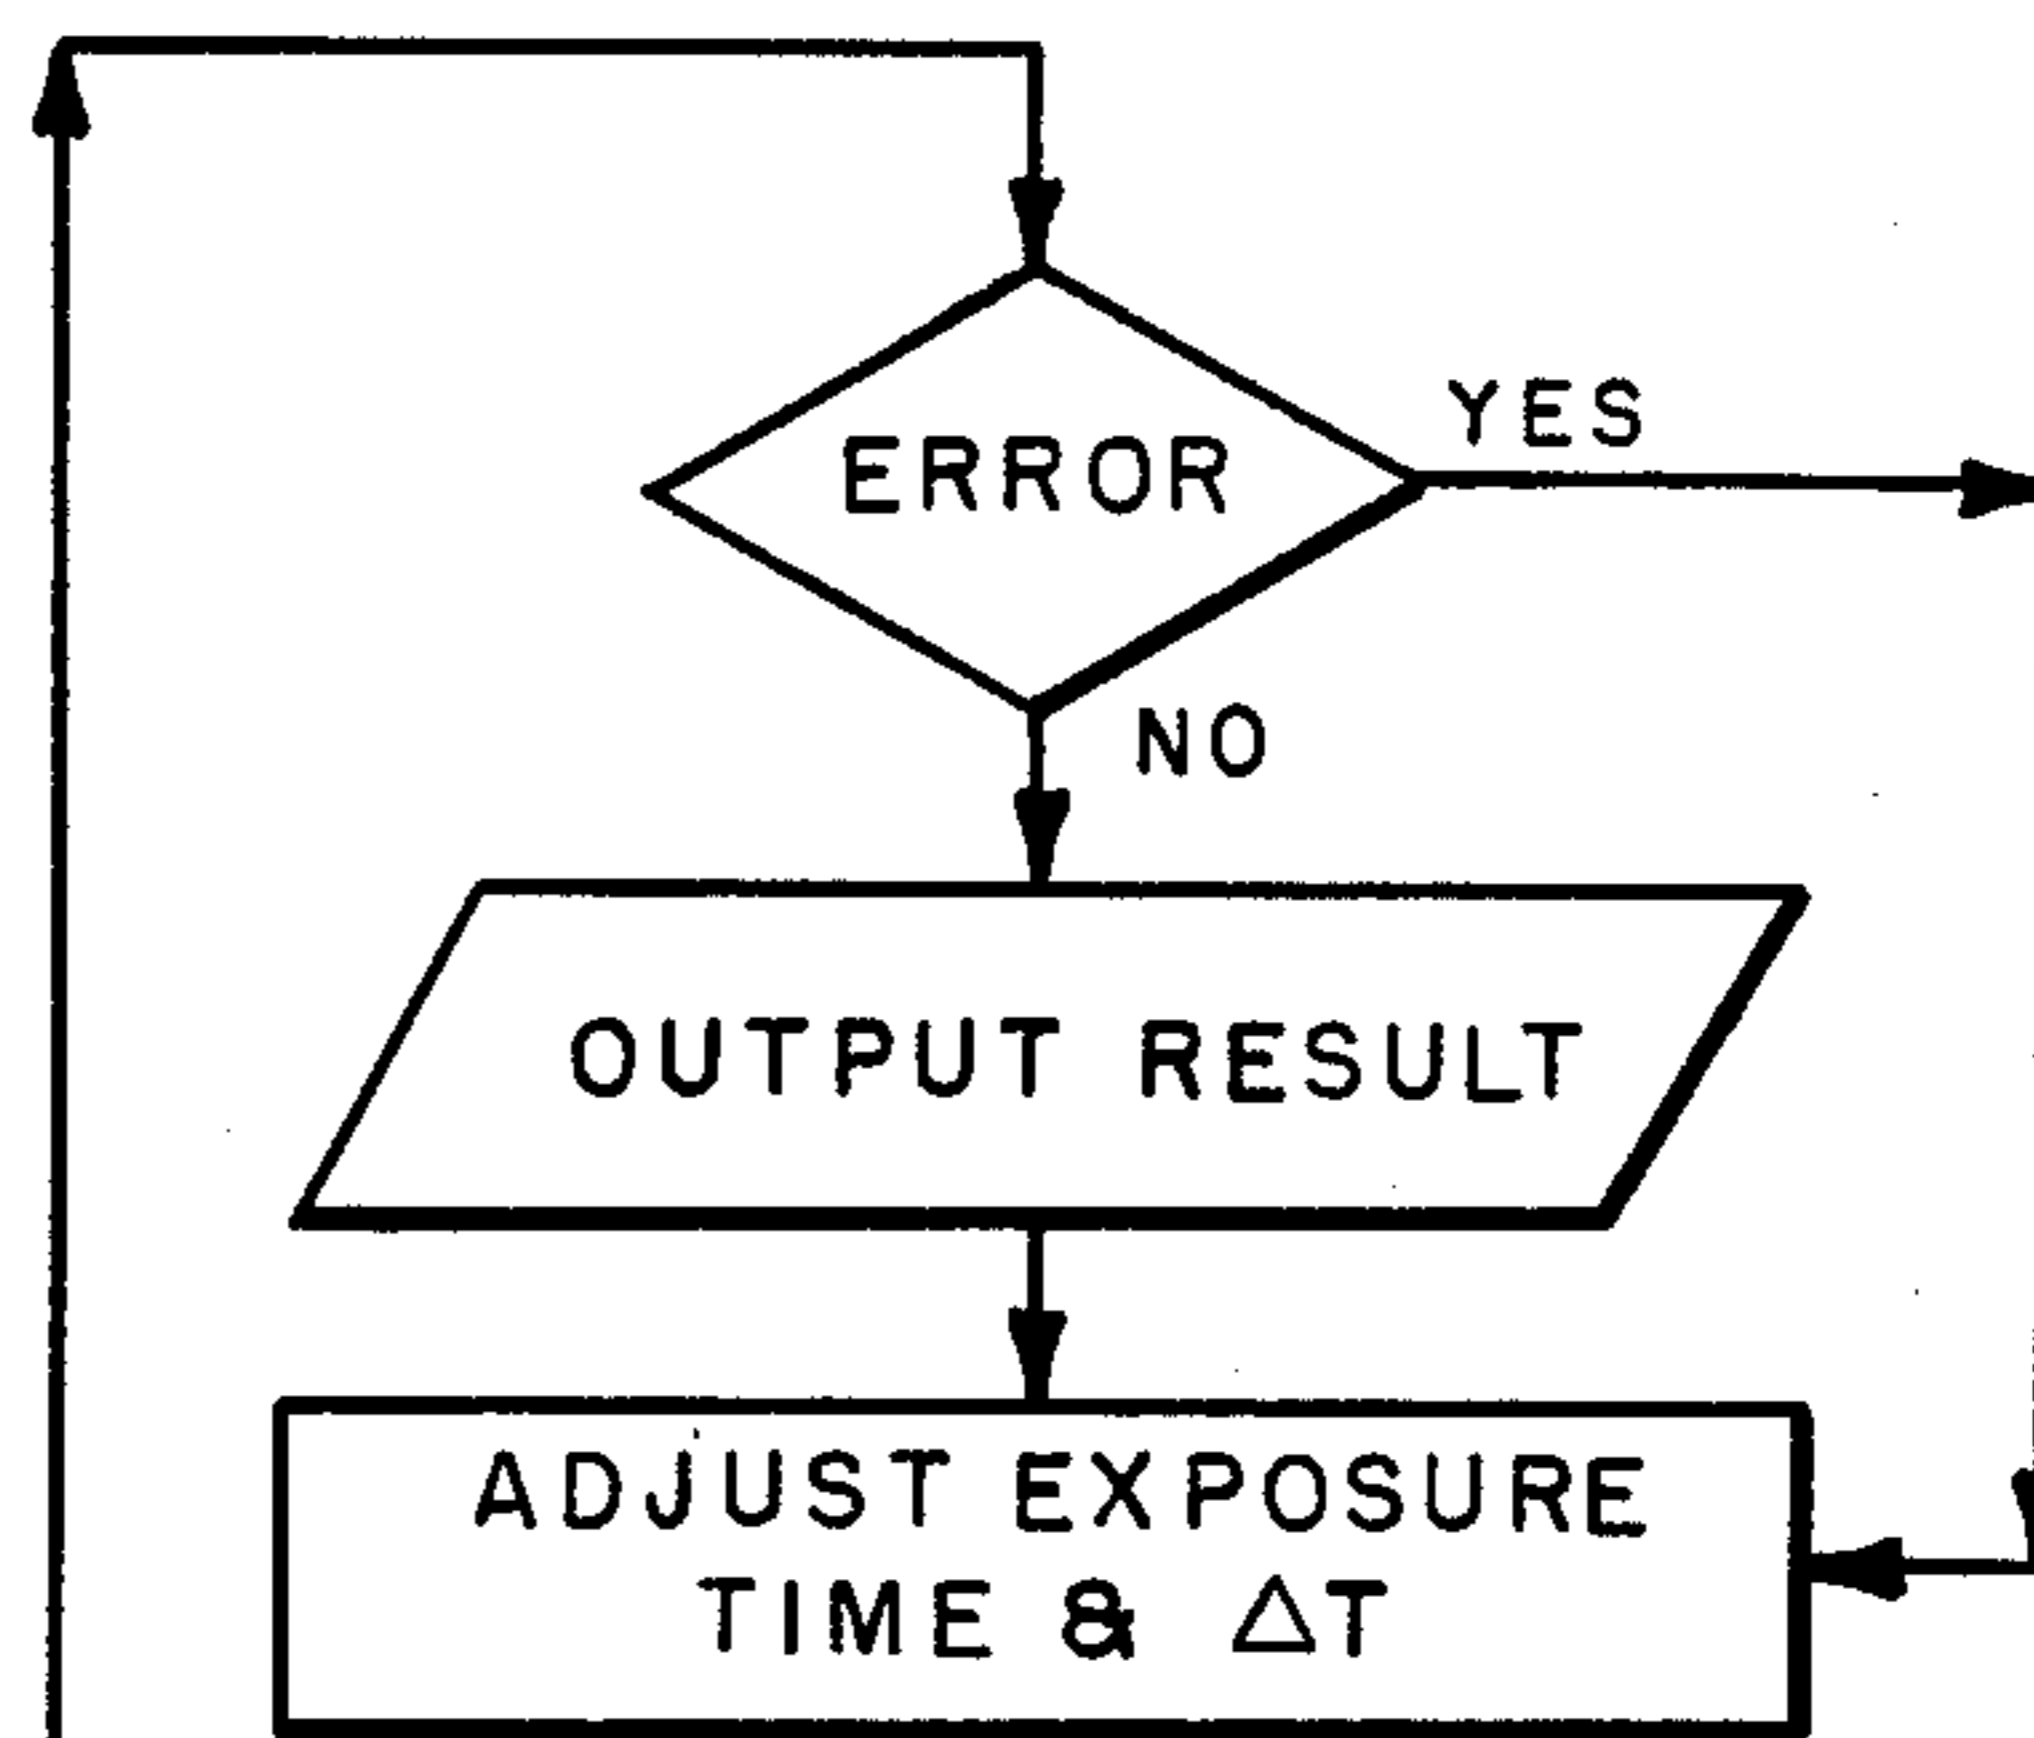 ERROR
YES
NO
OUTPUT RESULT
ADJUST EXPOSURE
TIME & ΔT